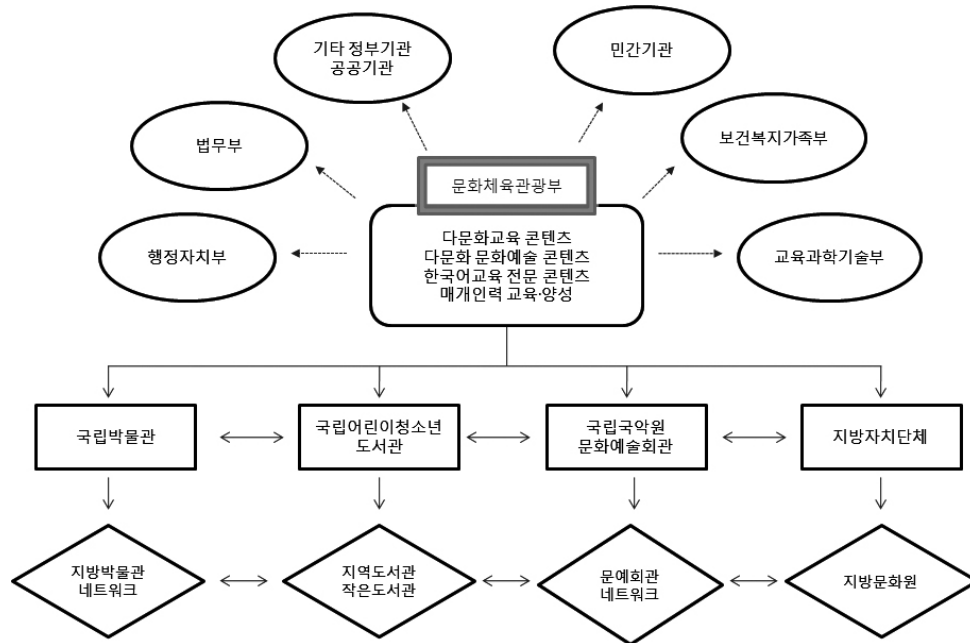 기타 정부기관
공공기관
민간기관
법무부
보건복지가족부
문화체육관광부
행정자치부
다문화교육 콘텐츠
다문화 문화예술 콘텐츠
한국어교육 전문 콘텐츠
매개인력 교육·양성
교육과학기술부
국립박물관
국립어린이청소년
도서관
국립국악원
문화예술회관
지방자치단체
지방박물관
네트워크
지역도서관
작은도서관
문예회관
네트워크
지방문화원